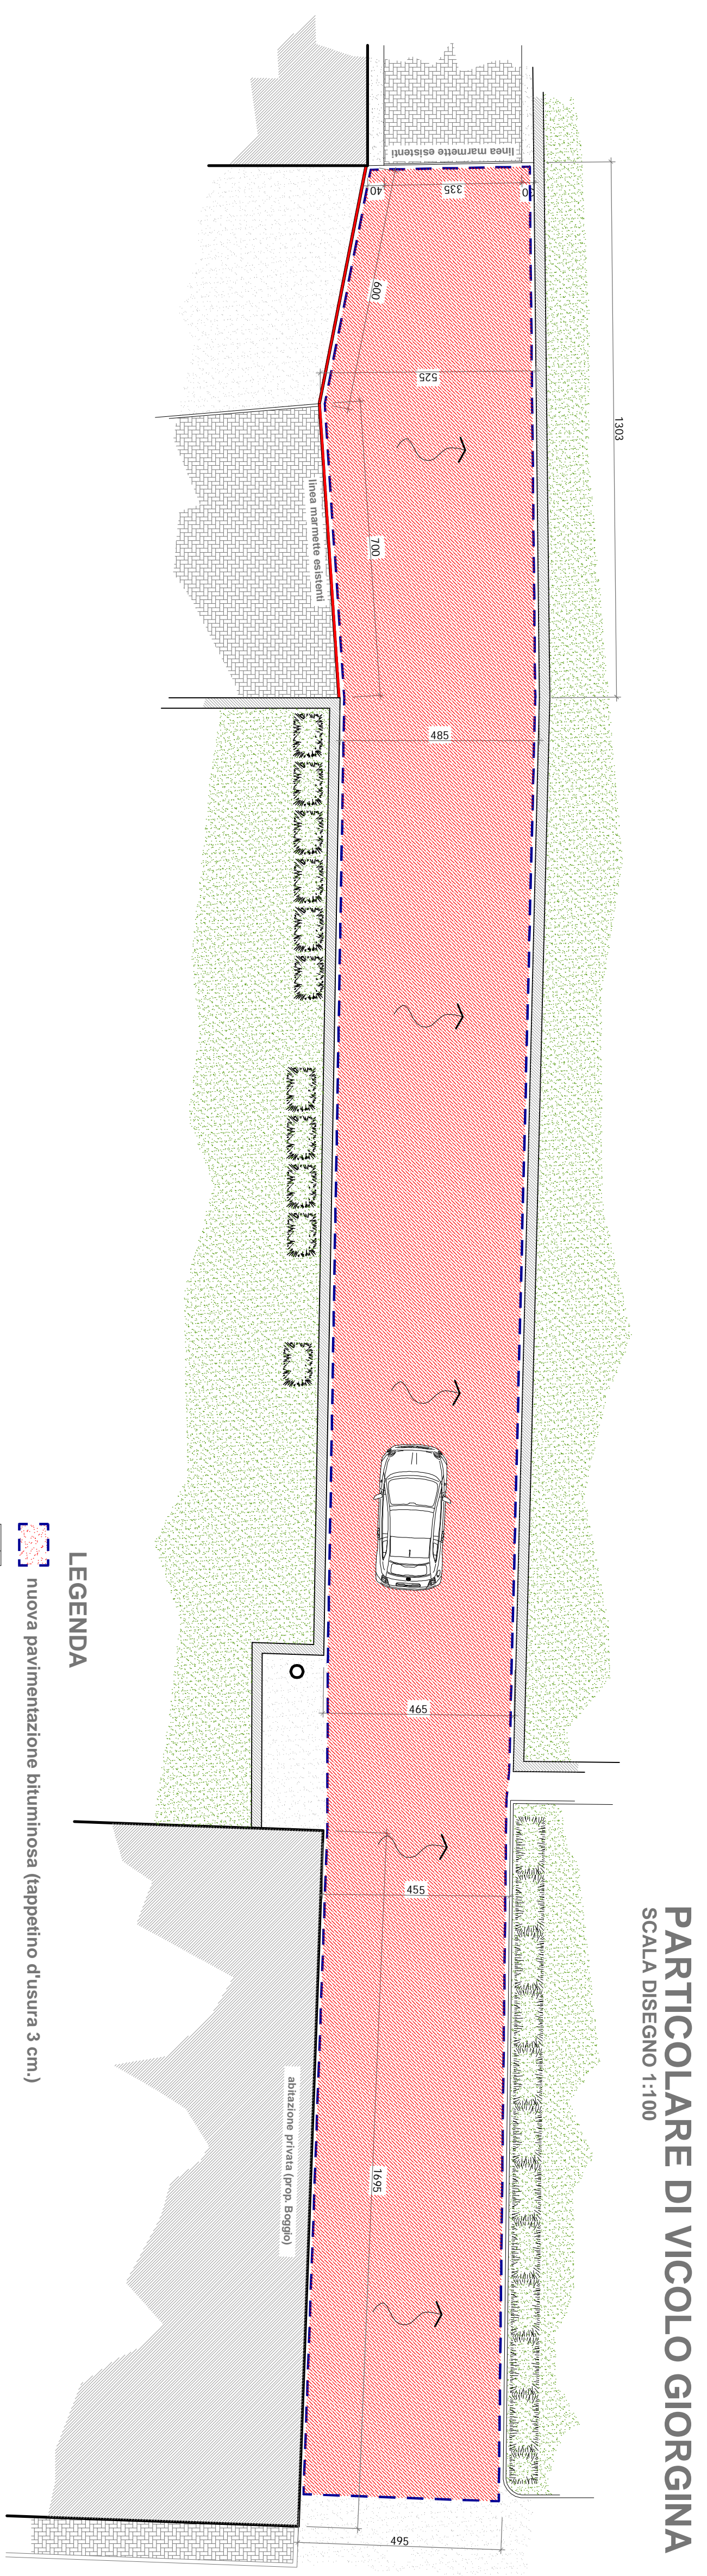 PARTICOLARE DI VICOLO GIORGINA
SCALA DISEGNO 1:100
linea marmette esistenti
40
335
600
525
1303
linea marmette esistenti
700
485
465
455
abitazione privata (prop. Boggio)
1695
495
LEGENDA
nuova pavimentazione bituminosa (tappetino d'usura 3 cm.)